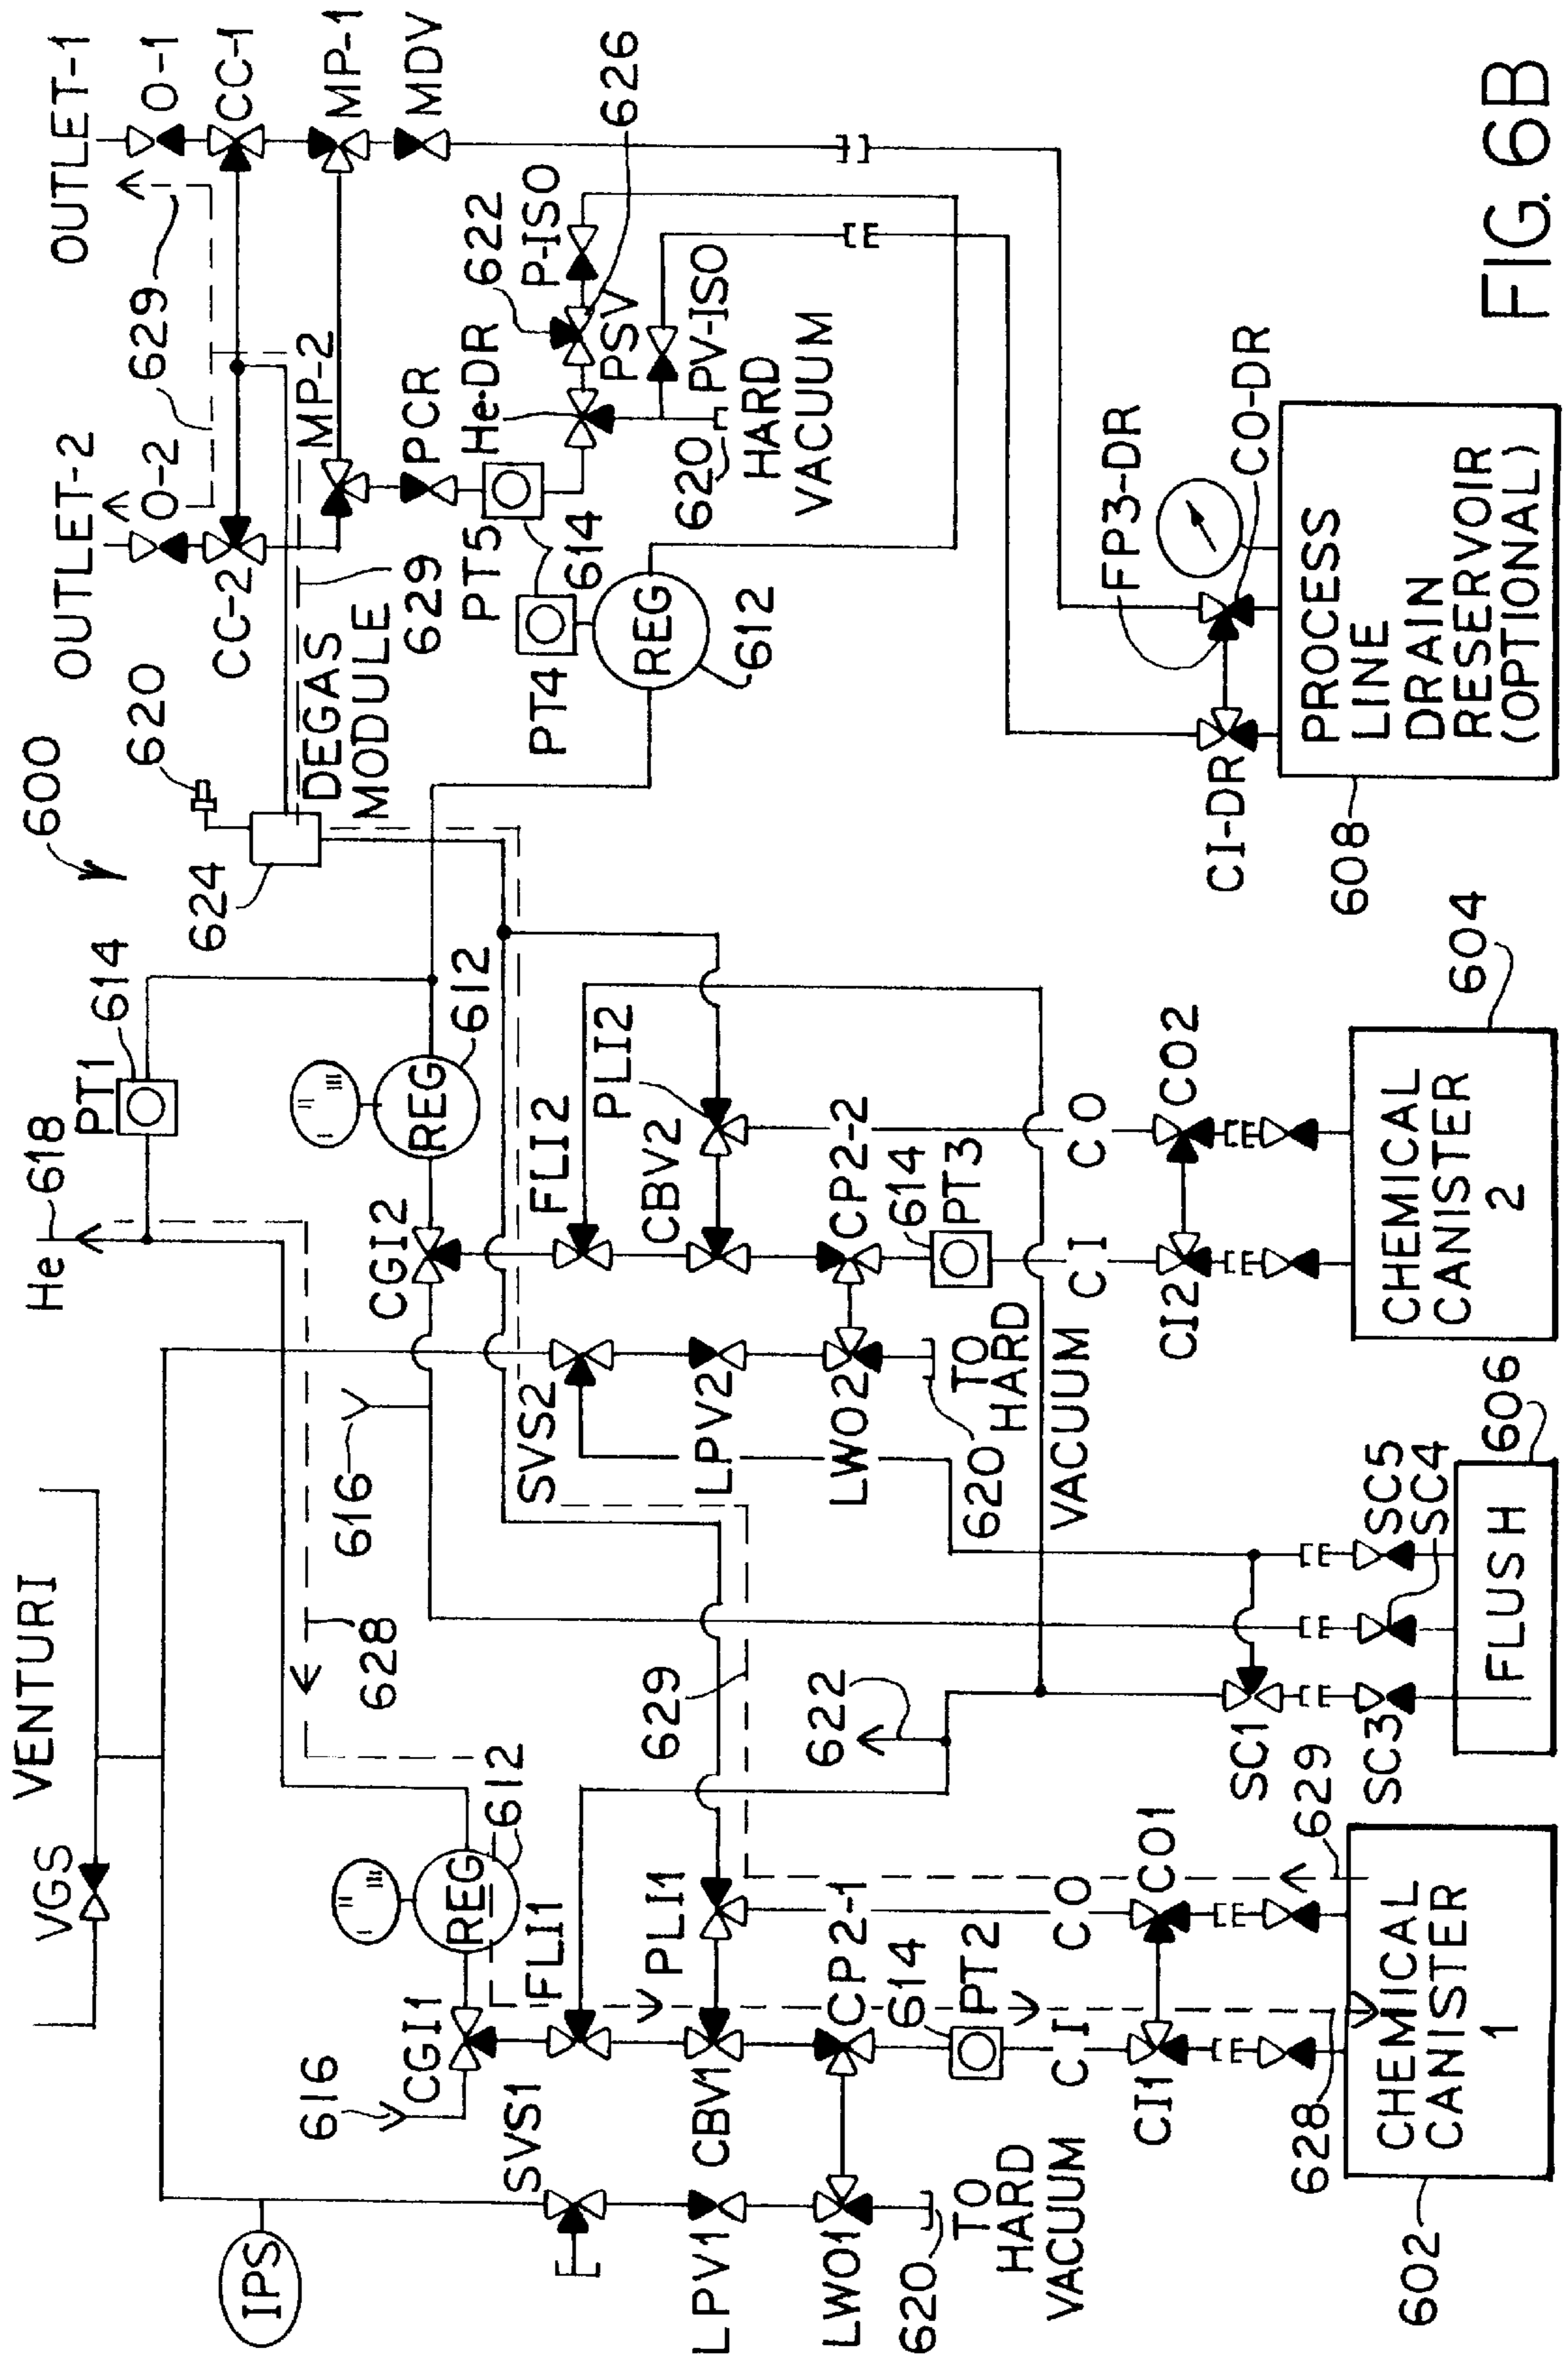 600
VENTURI
VGS
IPS
He
618
PT1
614
620
624
DEGAS
MODULE
OUTLET-2
O-2
CC-2
629
OUTLET-1
O-1
CC-1
MP-1
MDV
MP-2
629
PCR
PT5
614
PT4
REG
612
He-DR
622
P-ISO
PSV
626
PV-ISO
620
HARD
VACUUM
616
CGI1
REG
612
628
616
CGI2
REG
612
SVS1
FLI1
PLI1
LPV1
CBV1
CP2-1
LW01
614
PT2
620
TO
HARD
VACUUM
CI
CO
CI1
CO1
628
629
602
CHEMICAL
CANISTER
1
629
622
SVS2
FLI2
PLI2
LPV2
CBV2
CP2-2
LW02
614
PT3
620
TO
HARD
VACUUM
CI
CO
CI2
CO2
604
CHEMICAL
CANISTER
2
SC1
SC3
SC5
SC4
606
FLUSH
CI-DR
FP3-DR
CO-DR
608
PROCESS
LINE
DRAIN
RESERVOIR
(OPTIONAL)
FIG. 6B